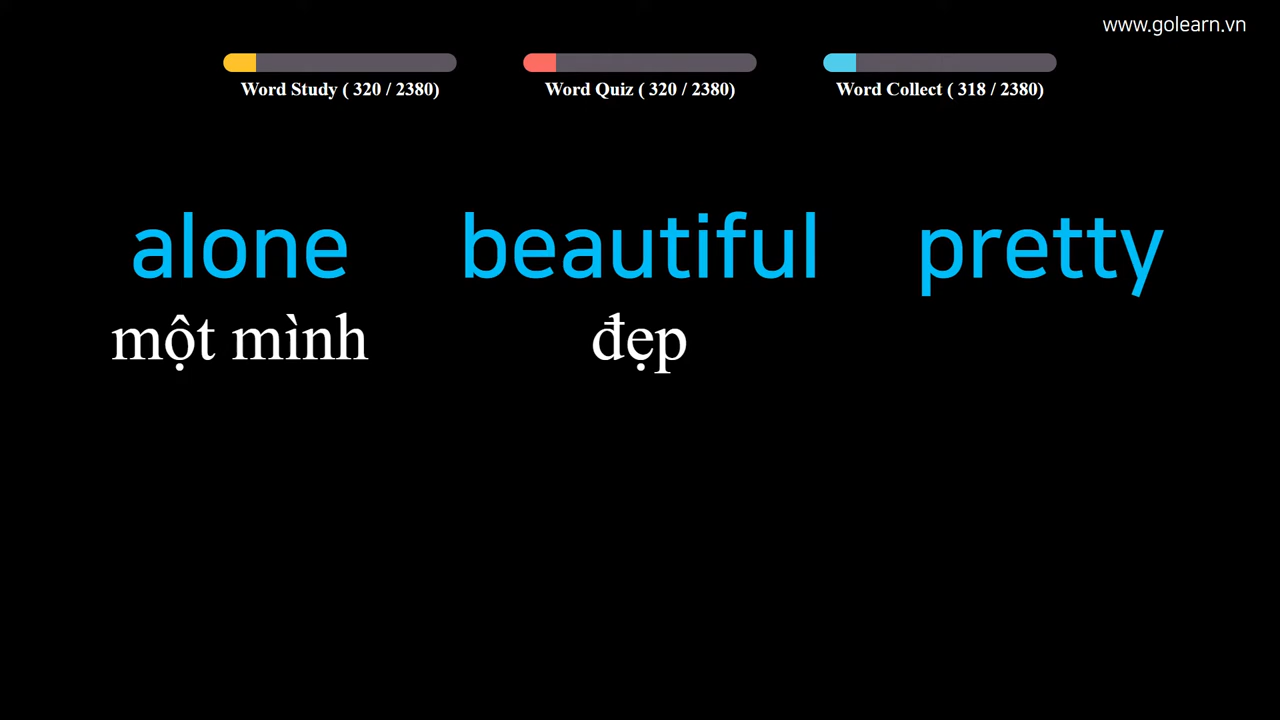 www.golearn.vn
Word Study ( 320 / 2380)
Word Quiz ( 320 / 2380)
Word Collect ( 318 / 2380)
alone beautiful pretty
một mình đẹp